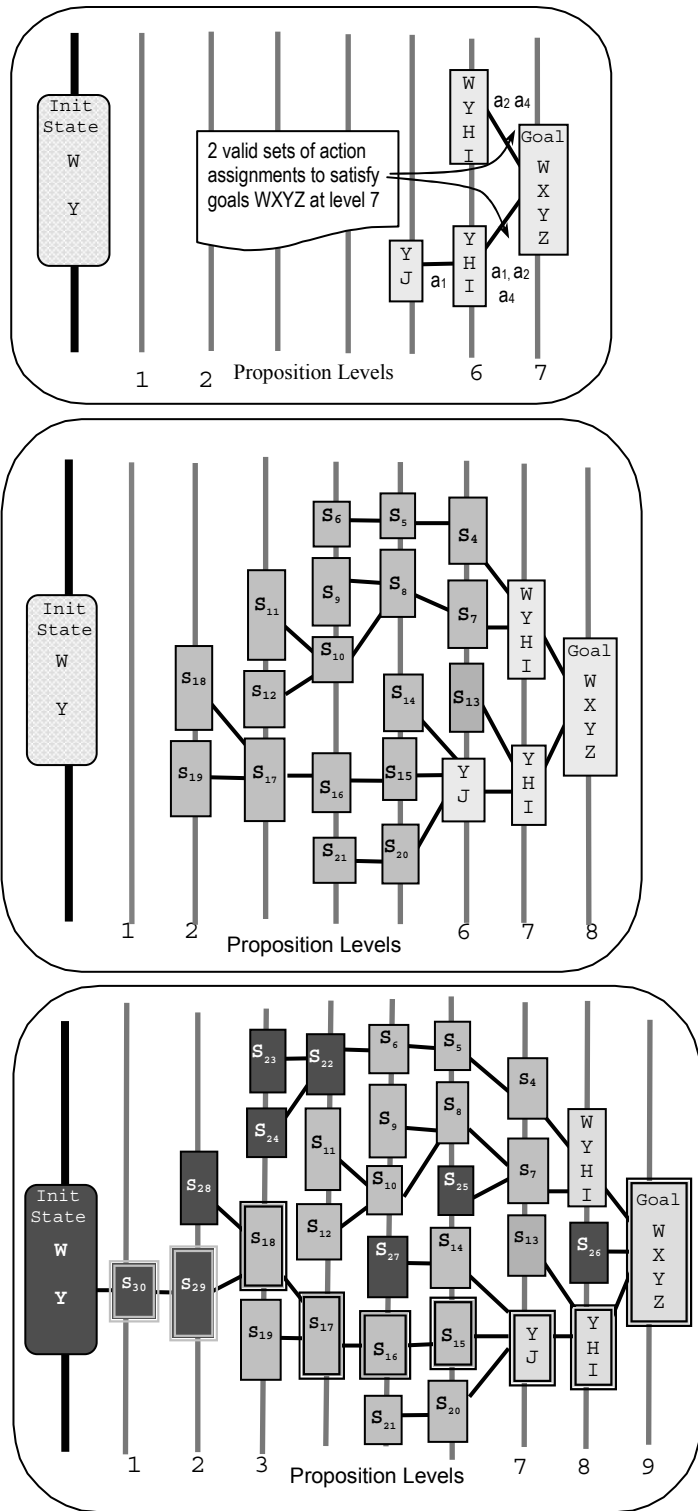 Init
State
W
Y
2 valid sets of action
assignments to satisfy
goals WXYZ at level 7
W
Y
H
I
a2 a4
Goal
W
X
Y
Z
Y
J
a1
Y
H
I
a1, a2
a4
1
2
Proposition Levels
6
7
Init
State
W
Y
S6
S5
S4
S9
S8
S11
S7
S10
S12
S18
S14
S13
S19
S17
S16
S15
S21
S20
W
Y
H
I
Y
J
Y
H
I
Goal
W
X
Y
Z
1
2
Proposition Levels
6
7
8
Init
State
W
Y
S23
S22
S6
S5
S4
S24
S11
S9
S8
S10
S7
S28
S25
S12
S18
S27
S14
S13
S26
S30
S29
S19
S17
S16
S15
S21
S20
W
Y
H
I
Y
J
Y
H
I
Goal
W
X
Y
Z
1
2
3
Proposition Levels
7
8
9